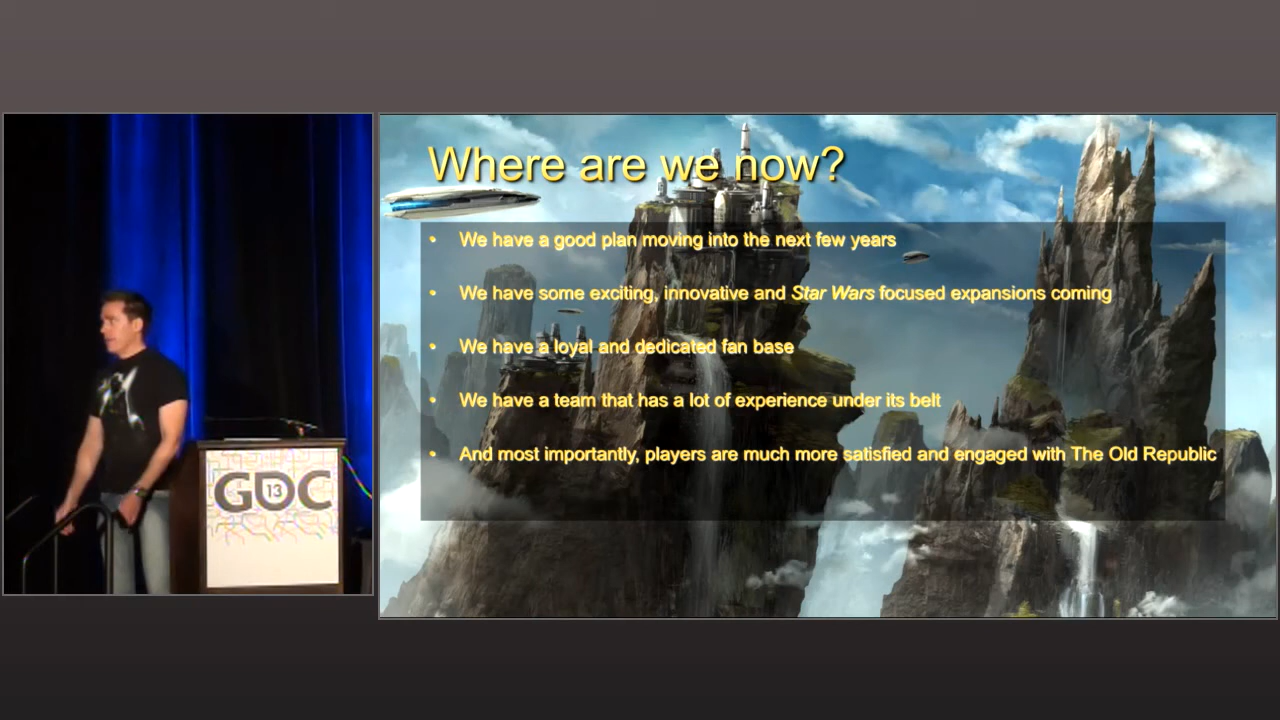 Where are we now?
• We have a good plan moving into the next few years
• We have some exciting, innovative and Star Wars focused expansions coming
• We have a loyal and dedicated fan base
• We have a team that has a lot of experience under its belt
• And most importantly, players are much more satisfied and engaged with The Old Republic
GDC
13